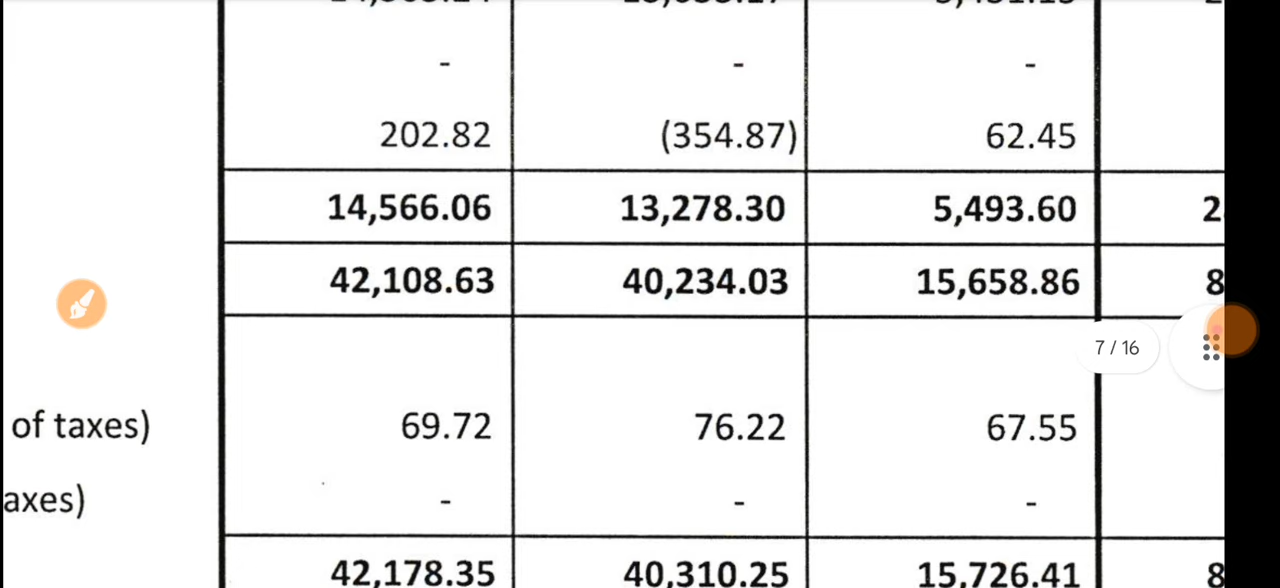 - - -
202.82 (354.87) 62.45
14,566.06 13,278.30 5,493.60
42,108.63 40,234.03 15,658.86
7 / 16
of taxes) 69.72 76.22 67.55
axes) - - -
42,178.35 40,310.25 15,726.41